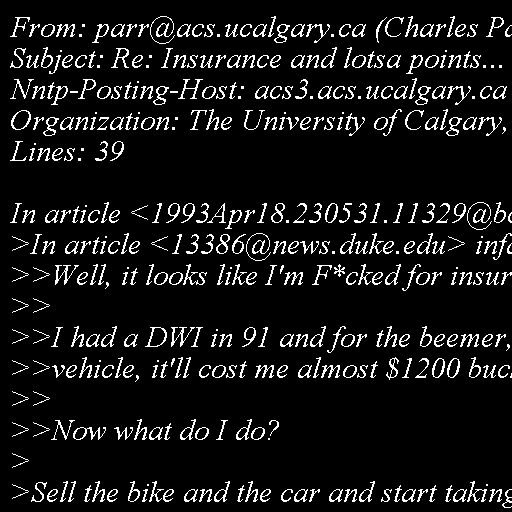 From: parr@acs.ucalgary.ca (Charles Pa
Subject: Re: Insurance and lotsa points...
Nntp-Posting-Host: acs3.acs.ucalgary.ca
Organization: The University of Calgary,
Lines: 39

In article <1993Apr18.230531.11329@bc
>In article <13386@news.duke.edu> info
>>Well, it looks like I'm F*cked for insur
>>
>>I had a DWI in 91 and for the beemer,
>>vehicle, it'll cost me almost $1200 buc
>>
>>Now what do I do?
>
>Sell the bike and the car and start taking